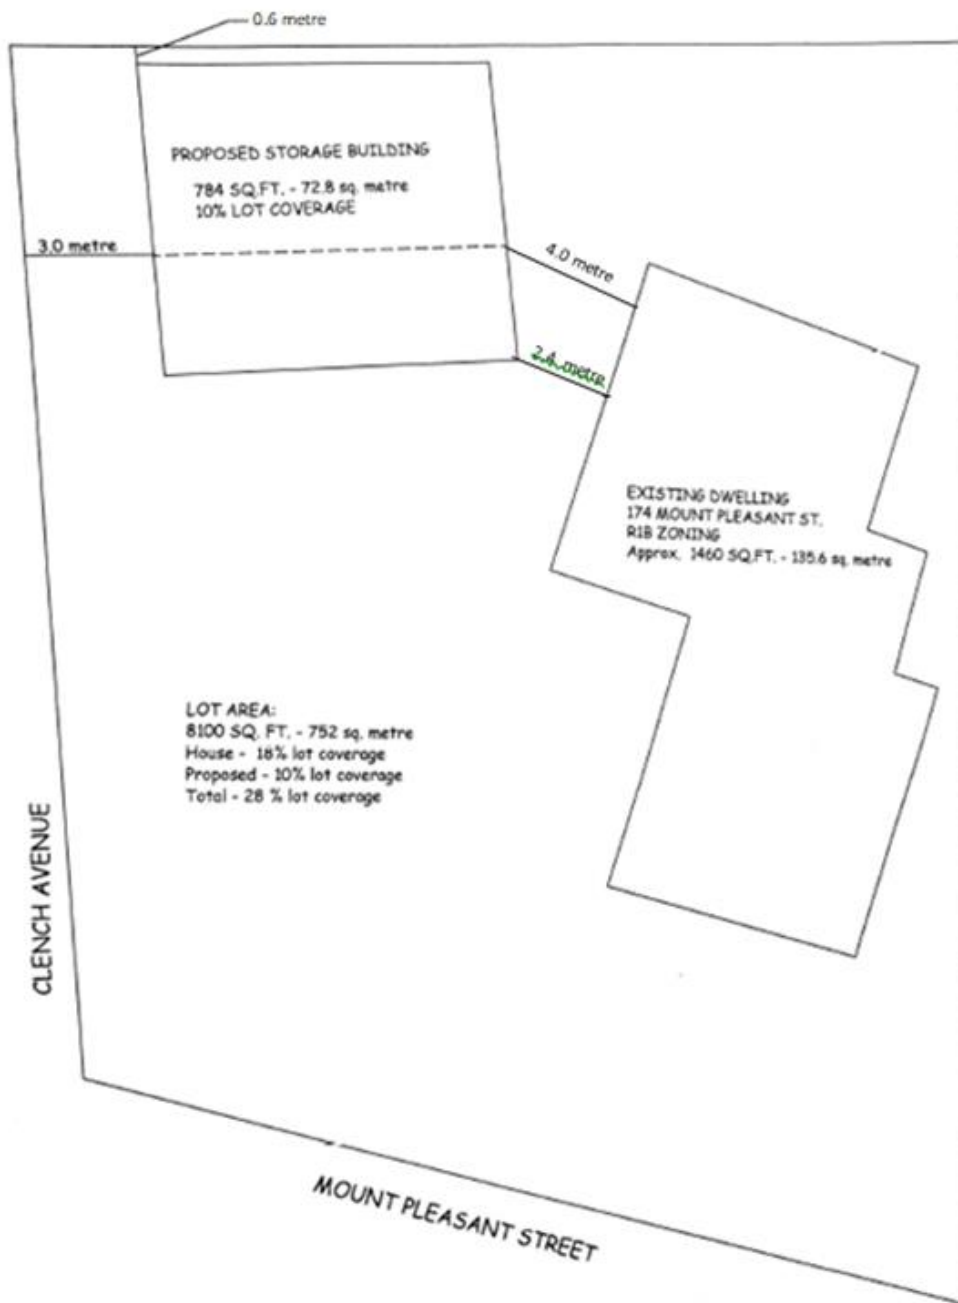 0.6 metre
PROPOSED STORAGE BUILDING
784 SQ.FT. - 72.8 sq. metre
10% LOT COVERAGE
3.0 metre
4.0 metre
2.4 metre
EXISTING DWELLING
174 MOUNT PLEASANT ST.
R1B ZONING
Approx. 1460 SQ.FT. - 135.6 sq. metre
LOT AREA:
8100 SQ. FT. - 752 sq. metre
House - 18% lot coverage
Proposed - 10% lot coverage
Total - 28 % lot coverage
CLENCH AVENUE
MOUNT PLEASANT STREET